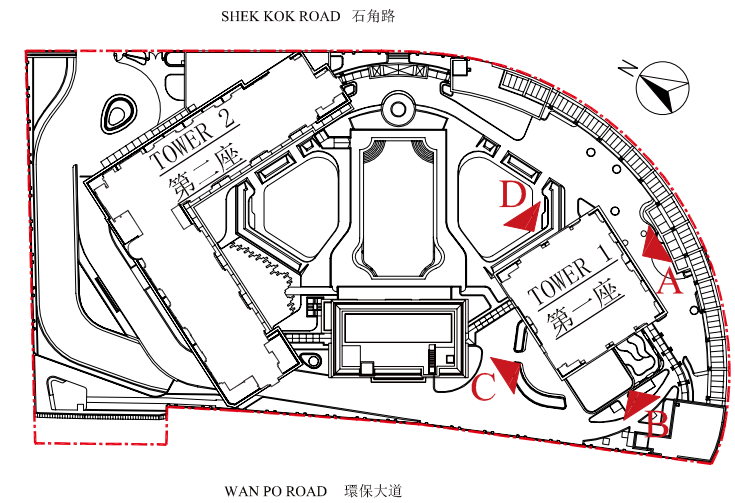 SHEK KOK ROAD 石角路
N
TOWER 2
第二座
D
TOWER 1
第一座
A
C
B
WAN PO ROAD 環保大道